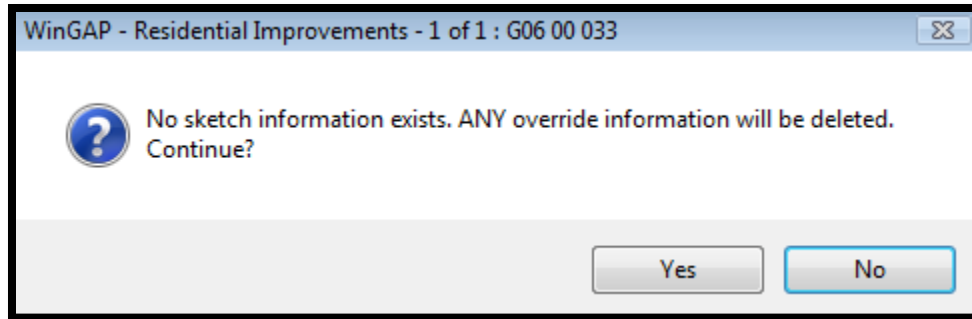 WinGAP - Residential Improvements - 1 of 1 : G06 00 033
No sketch information exists. ANY override information will be deleted.
Continue?
Yes
No